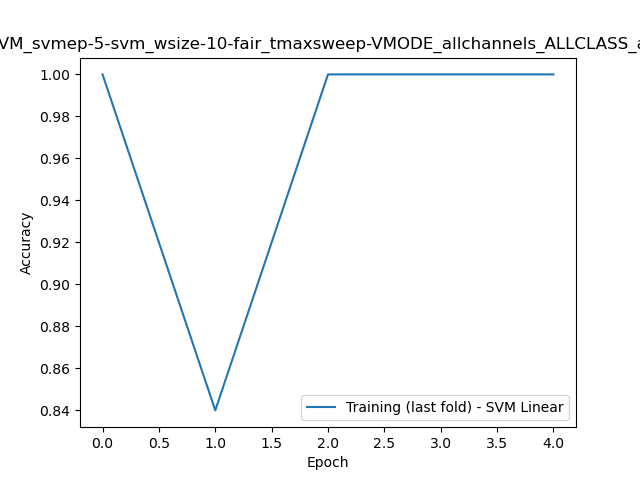 VM_svmep-5-svm_wsize-10-fair_tmaxsweep-VMODE_allchannels_ALLCLASS_a
1.00
0.98
0.96
0.94
0.92
0.90
0.88
0.86
0.84
Accuracy
Training (last fold) - SVM Linear
0.0 0.5 1.0 1.5 2.0 2.5 3.0 3.5 4.0
Epoch